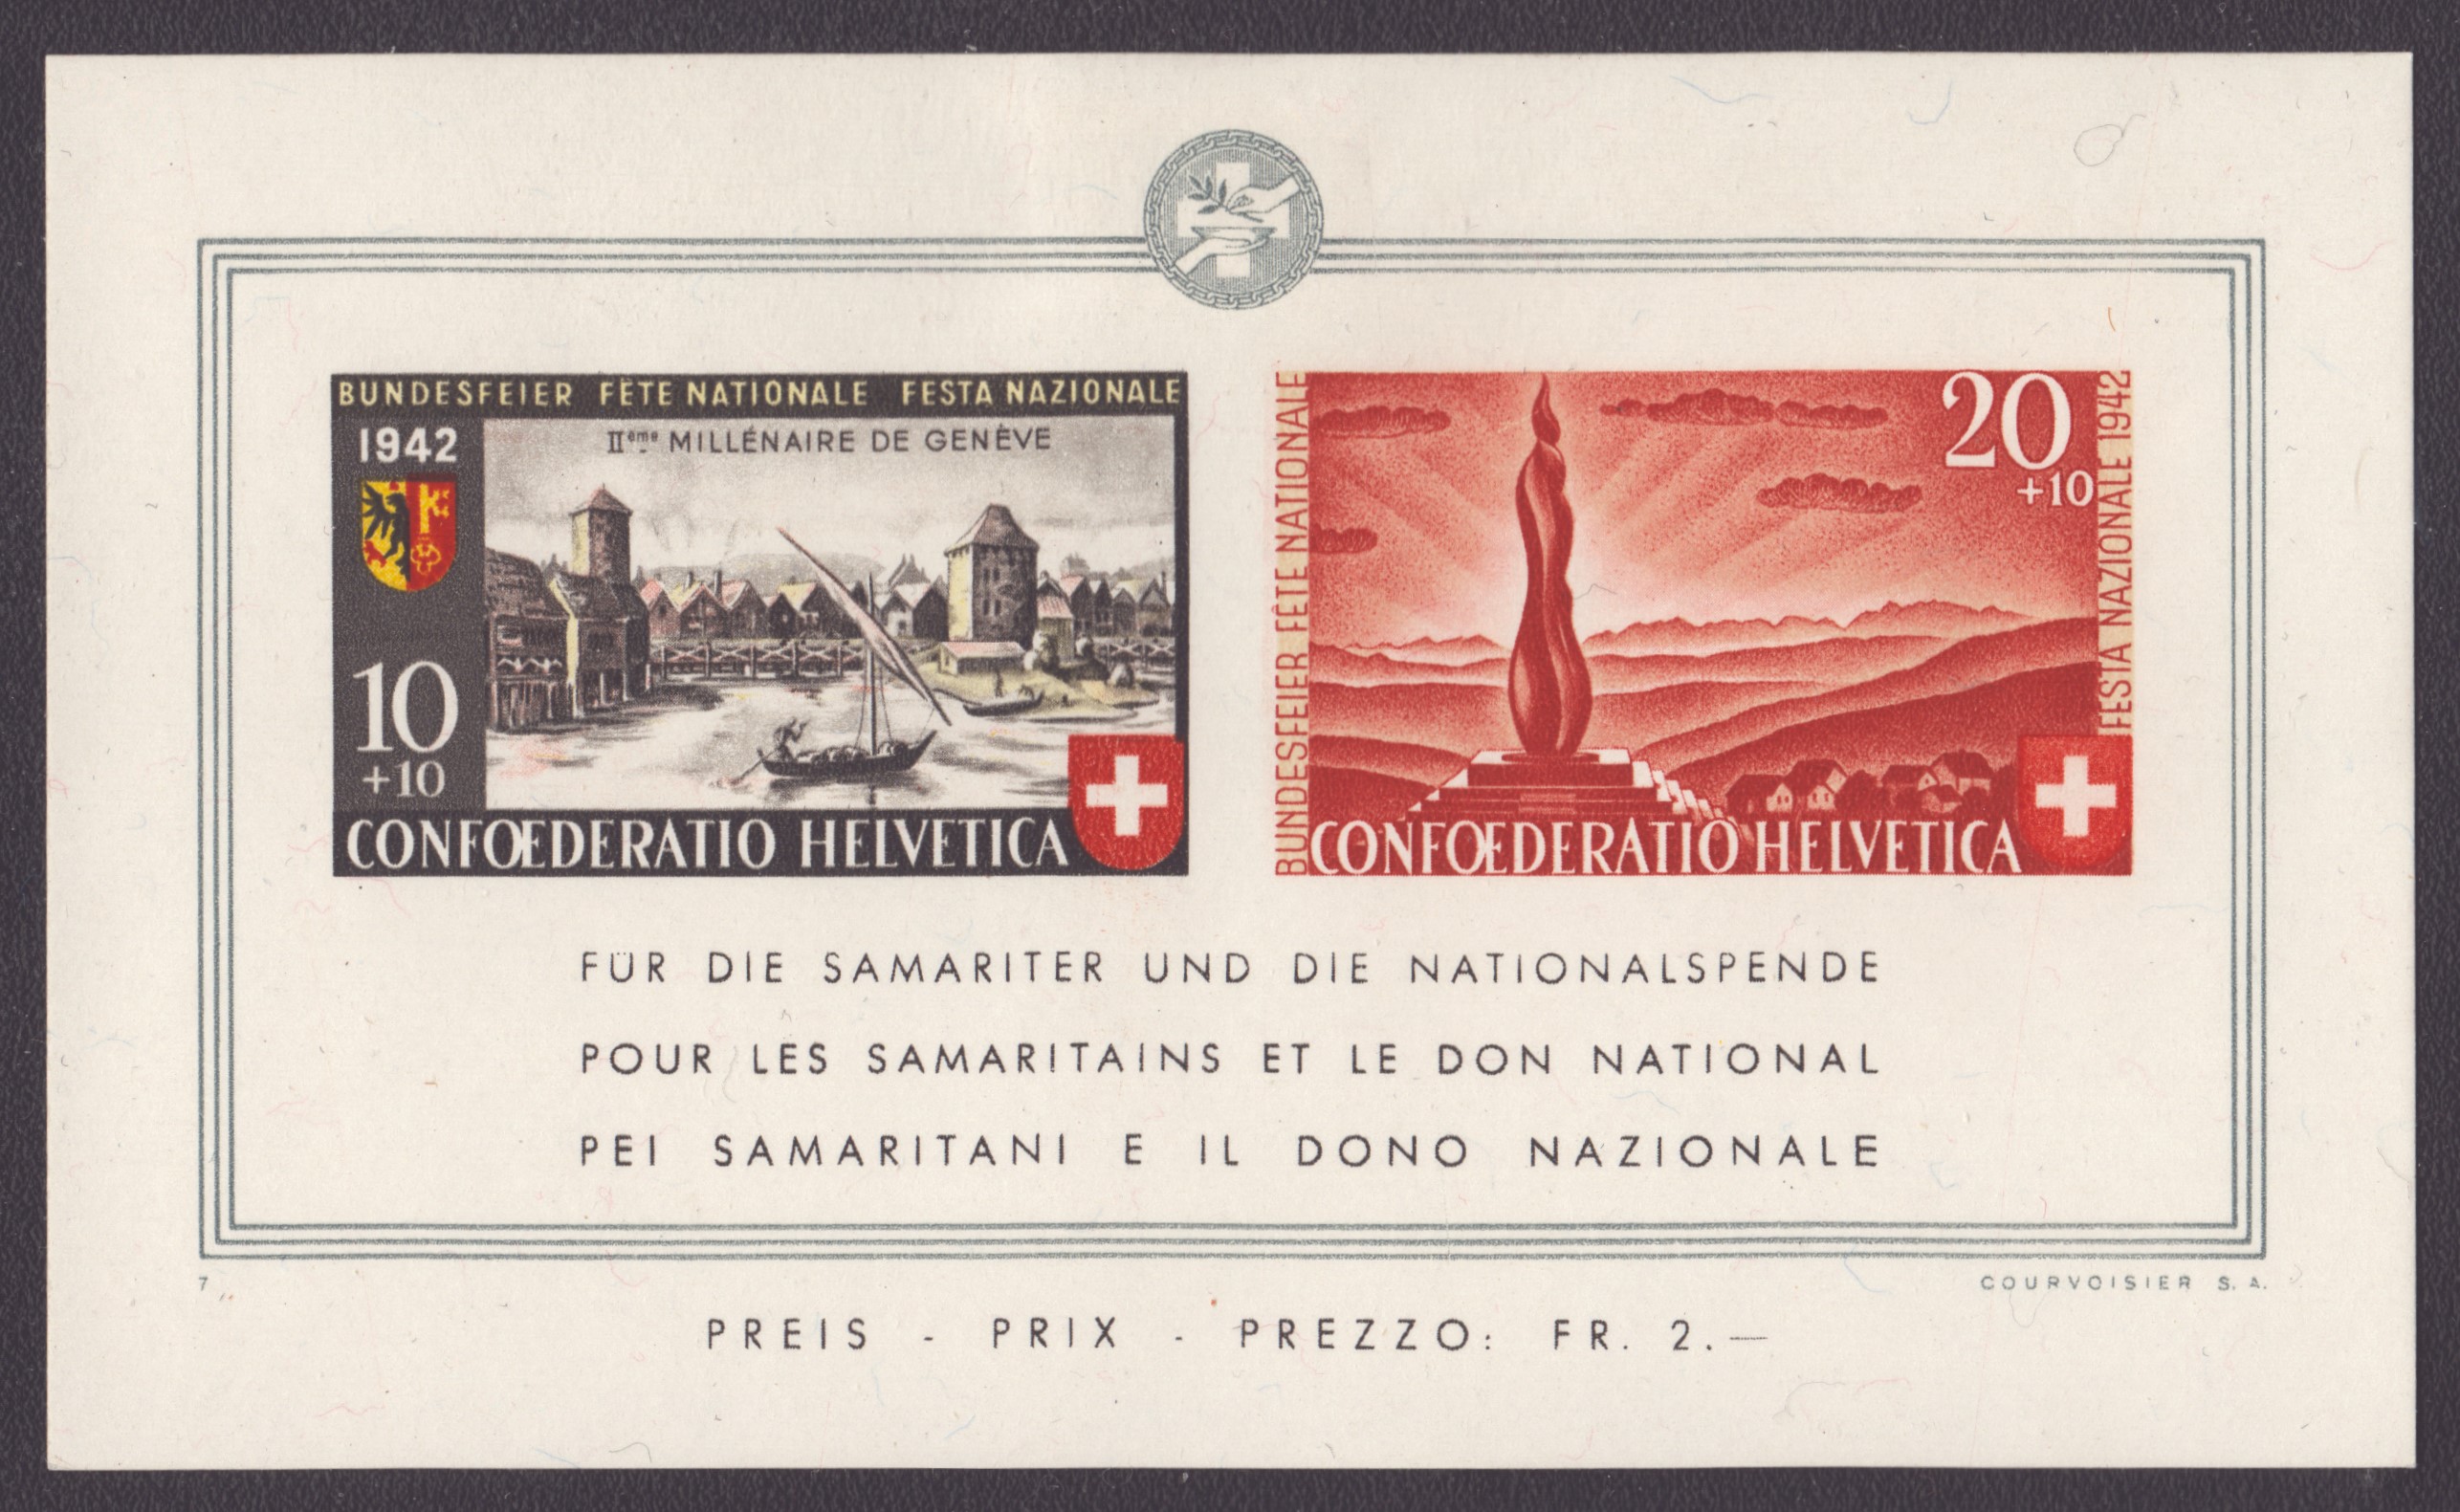 BUNDESFEIER FÊTE NATIONALE FESTA NAZIONALE
1942
IIème MILLÉNAIRE DE GENÈVE
10
+10
CONFOEDERATIO HELVETICA
BUNDESFEIER FÊTE NATIONALE
20
+10
FESTA NAZIONALE 1942
CONFOEDERATIO HELVETICA
FÜR DIE SAMARITER UND DIE NATIONALSPENDE
POUR LES SAMARITAINS ET LE DON NATIONAL
PEI SAMARITANI E IL DONO NAZIONALE
7
COURVOISIER S. A.
PREIS - PRIX - PREZZO: FR. 2.—